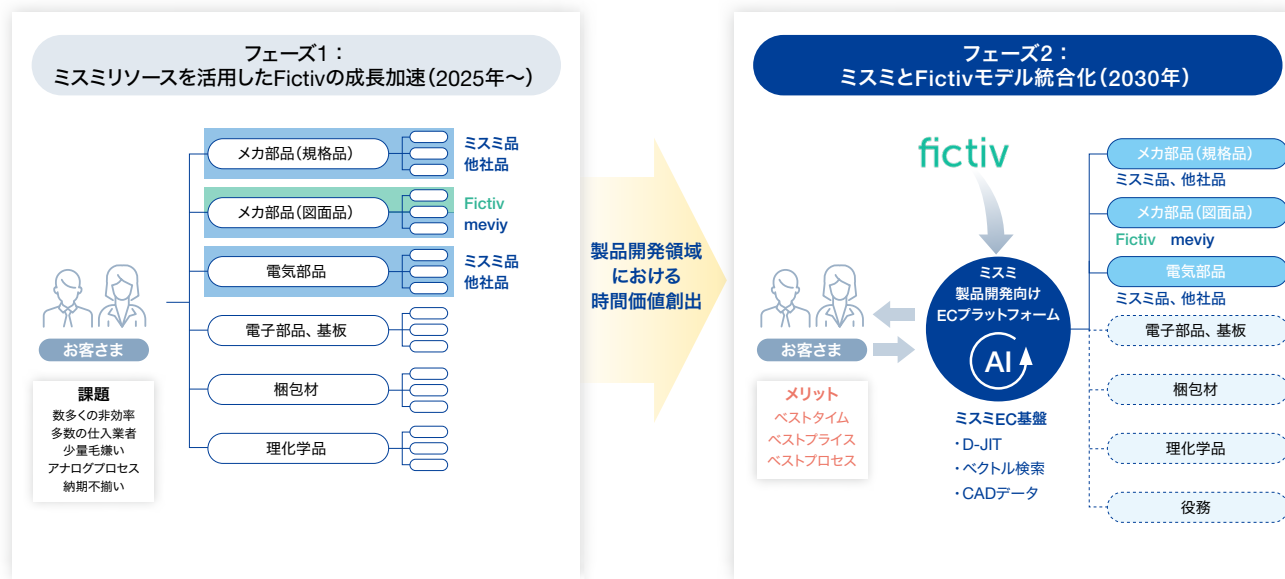 フェーズ1：
ミスミリソースを活用したFictivの成長加速（2025年〜）
メカ部品（規格品）
ミスミ品
他社品
メカ部品（図面品）
Fictiv
meviy
電気部品
ミスミ品
他社品
電子部品、基板
梱包材
理化学品
お客さま
課題
数多くの非効率
多数の仕入業者
少量毛嫌い
アナログプロセス
納期不揃い
製品開発領域
における
時間価値創出
フェーズ2：
ミスミとFictivモデル統合化（2030年）
fictiv
お客さま
メリット
ベストタイム
ベストプライス
ベストプロセス
ミスミ
製品開発向け
ECプラットフォーム
AI
ミスミEC基盤
・D-JIT
・ベクトル検索
・CADデータ
メカ部品（規格品）
ミスミ品、他社品
メカ部品（図面品）
Fictiv meviy
電気部品
ミスミ品、他社品
電子部品、基板
梱包材
理化学品
役務